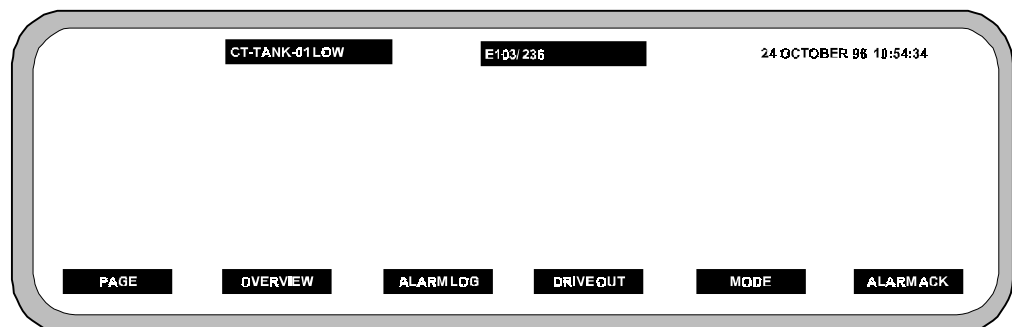 CT-TANK-01 LOW E103/236 24 OCTOBER 96 10:54:34
PAGE OVERVIEW ALARM LOG DRIVE OUT MODE ALARM ACK